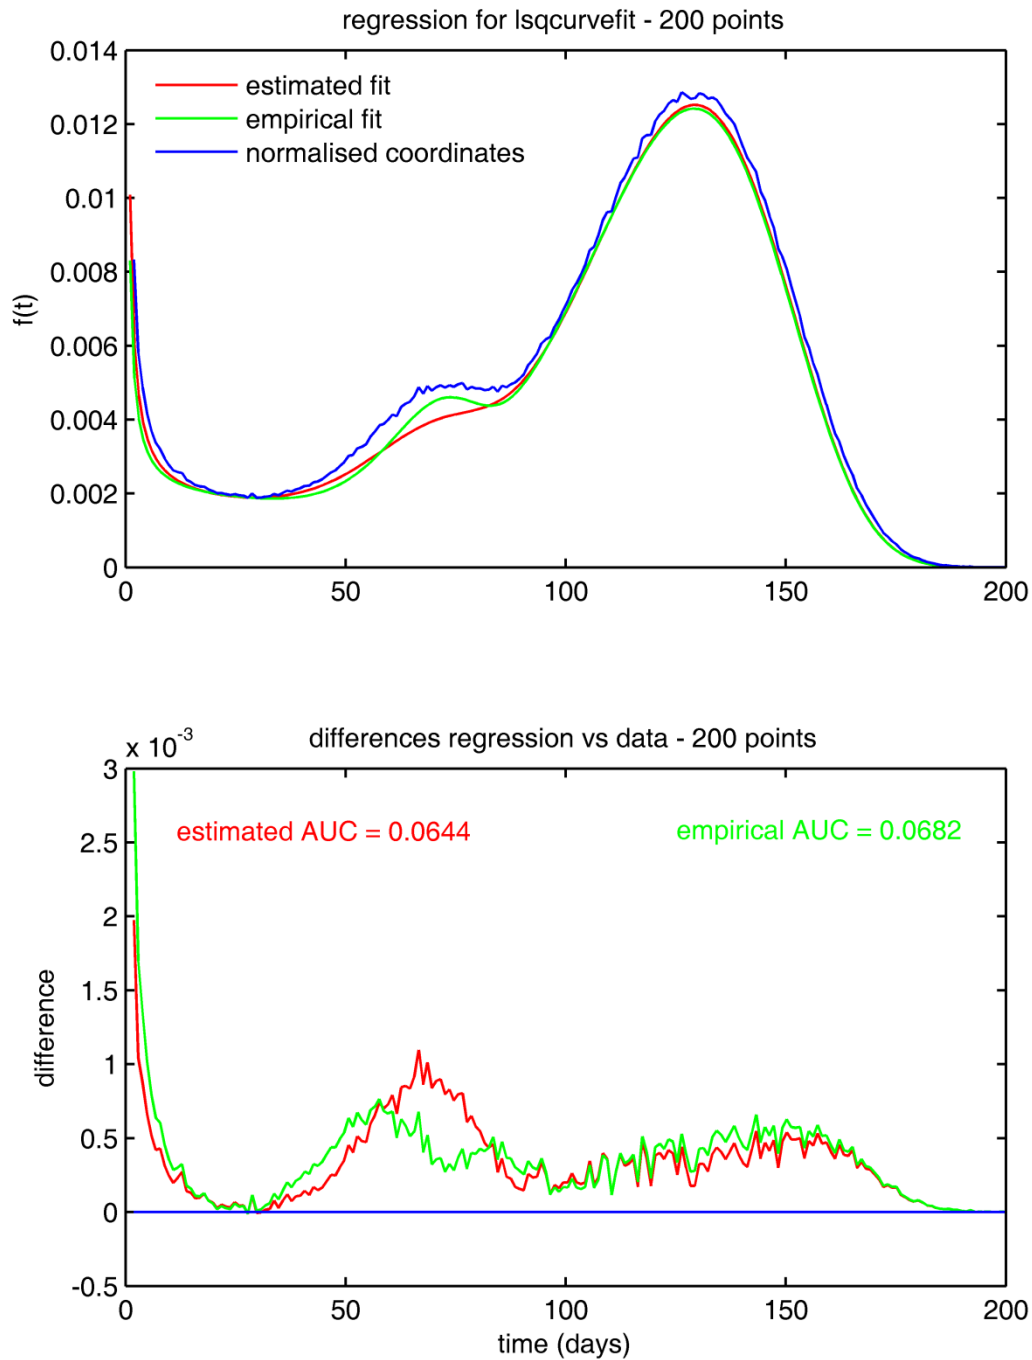 regression for lsqcurvefit - 200 points
0.014
0.012
0.01
0.008
0.006
0.004
0.002
0
f(t)
estimated fit
empirical fit
normalised coordinates
0 50 100 150 200
differences regression vs data - 200 points
x 10-3
3
2.5
2
1.5
1
0.5
0
-0.5
difference
estimated AUC = 0.0644
empirical AUC = 0.0682
0 50 100 150 200
time (days)